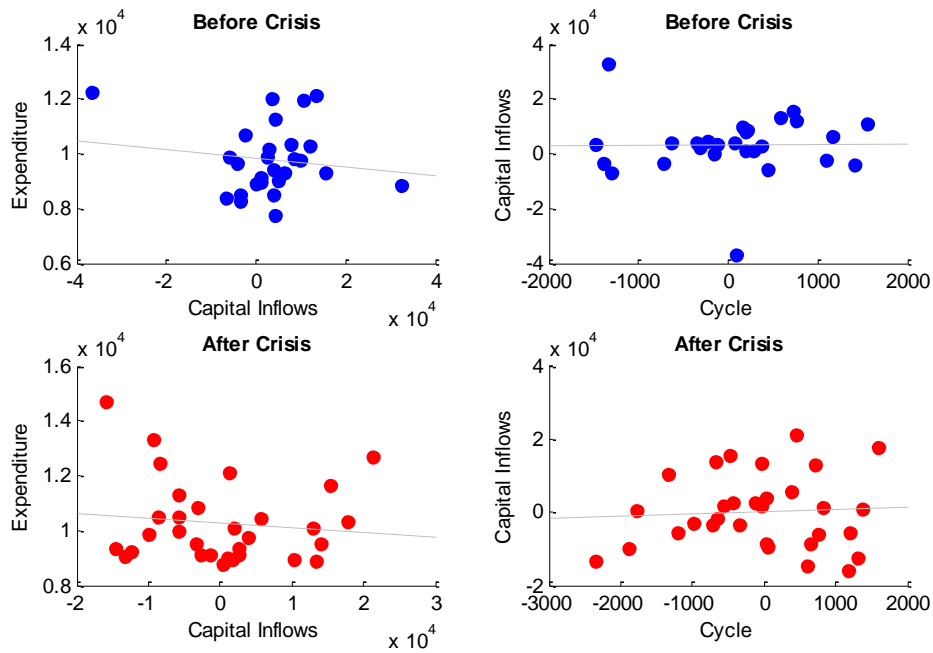 x 10^4 Before Crisis
1.4
1.2
1
0.8
0.6
Expenditure
-4 -2 0 2 4
Capital Inflows
x 10^4
x 10^4 Before Crisis
4
2
0
-2
-4
Capital Inflows
-2000 -1000 0 1000 2000
Cycle
x 10^4 After Crisis
1.6
1.4
1.2
1
0.8
Expenditure
-2 -1 0 1 2 3
Capital Inflows
x 10^4
x 10^4 After Crisis
4
2
0
-2
Capital Inflows
-3000 -2000 -1000 0 1000 2000
Cycle